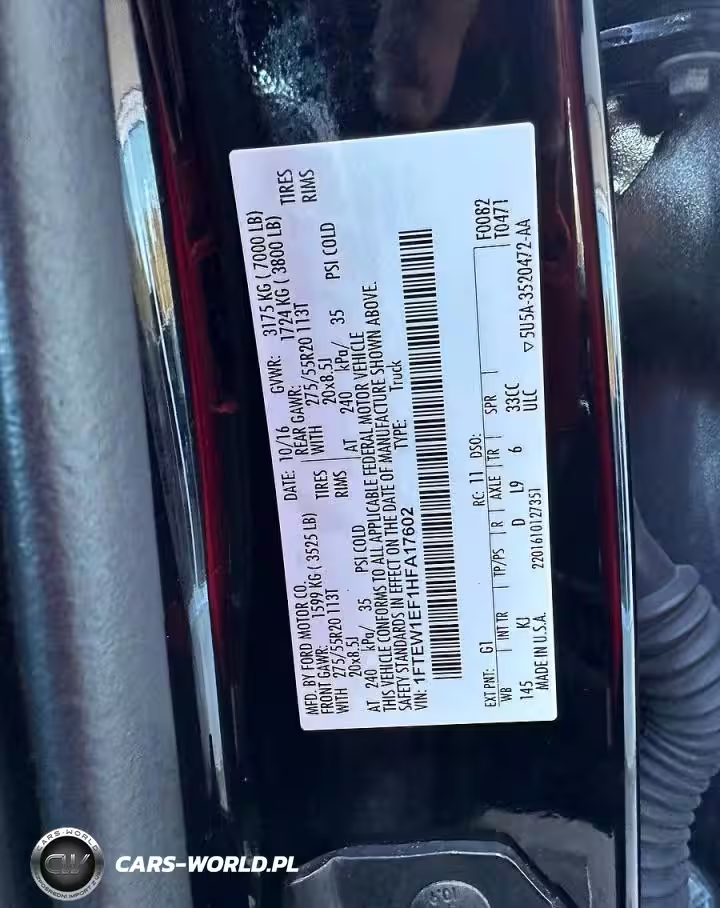 MFD. BY FORD MOTOR CO.
DATE: 10/16
GVWR: 3175 KG ( 7000 LB)
FRONT GAWR: 1599 KG ( 3525 LB)
REAR GAWR: 1724 KG ( 3800 LB)
WITH 275/55R20 113T TIRES
WITH 275/55R20 113T TIRES
20x8.5J RIMS
20x8.5J RIMS
AT 240 kPa/ 35 PSI COLD
AT 240 kPa/ 35 PSI COLD
THIS VEHICLE CONFORMS TO ALL APPLICABLE FEDERAL MOTOR VEHICLE
SAFETY STANDARDS IN EFFECT ON THE DATE OF MANUFACTURE SHOWN ABOVE.
VIN: 1FTEW1EF1HFA17602
TYPE: Truck
F0082
T0471
EXT PNT: G1 RC: 11 DSO:
WB INT TR TP/PS R AXLE TR SPR
145 KJ D L9 6 33CC
ULC
MADE IN U.S.A. 2201610127351
▽ 5U5A-3520472-AA
CARS-WORLD
CW
CARS-WORLD.PL